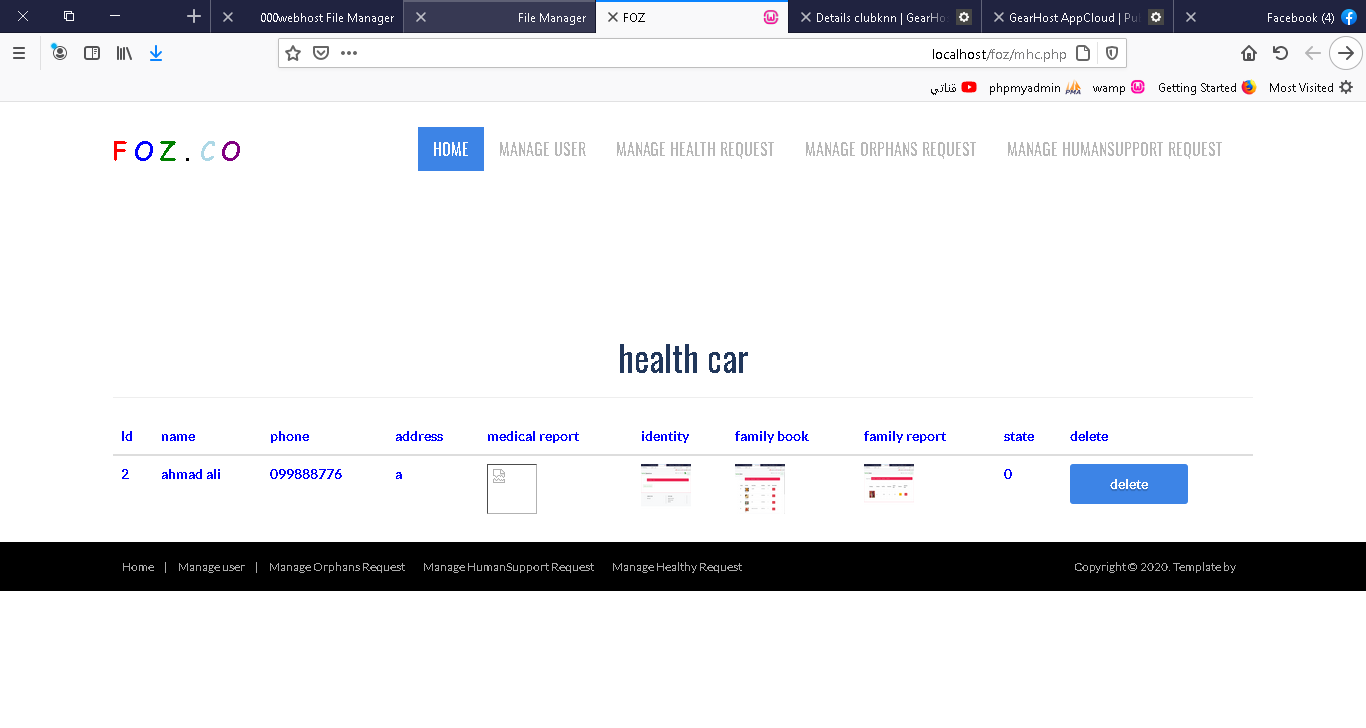 000webhost File Manager
File Manager
FOZ
Details clubknn | GearHo
GearHost AppCloud | Pu
Facebook (4)
localhost/foz/mhc.php
قناتي
phpmyadmin
wamp
Getting Started
Most Visited
FOZ.CO
HOME
MANAGE USER
MANAGE HEALTH REQUEST
MANAGE ORPHANS REQUEST
MANAGE HUMANSUPPORT REQUEST
health car
Id name phone address medical report identity family book family report state delete
2 ahmad ali 099888776 a 0 delete
Home | Manage user | Manage Orphans Request Manage HumanSupport Request Manage Healthy Request
Copyright © 2020. Template by